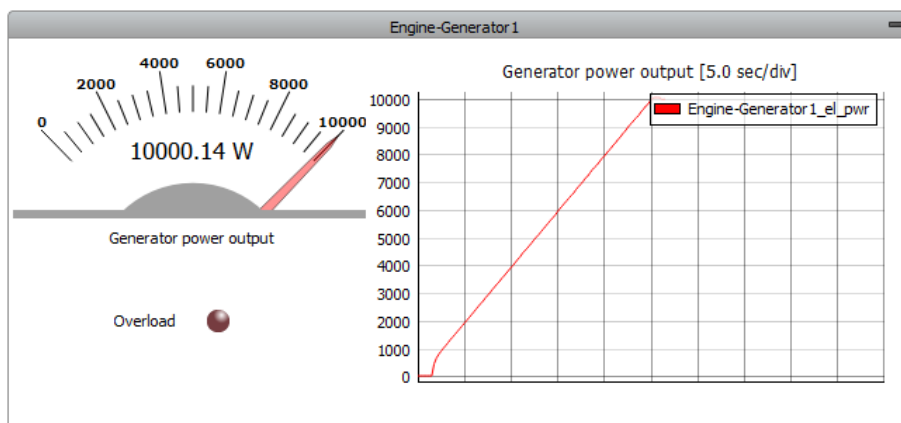 Engine-Generator1
0
2000
4000
6000
8000
10000
10000.14 W
Generator power output
Overload
Generator power output [5.0 sec/div]
Engine-Generator1_el_pwr
10000
9000
8000
7000
6000
5000
4000
3000
2000
1000
0